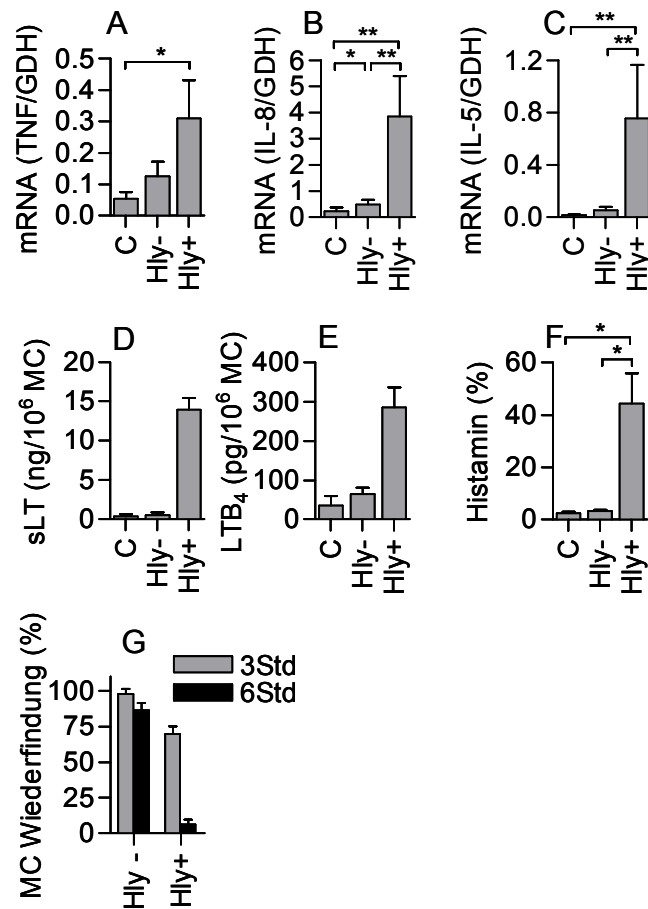 A
mRNA (TNF/GDH)
0.5
0.4
0.3
0.2
0.1
0.0
*
C
Hly-
Hly+
B
mRNA (IL-8/GDH)
6
5
4
3
2
1
0
**
* **
C
Hly-
Hly+
C
mRNA (IL-5/GDH)
1.2
0.8
0.4
0.0
**
**
C
Hly-
Hly+
D
sLT (ng/10⁶ MC)
20
15
10
5
0
C
Hly-
Hly+
E
LTB₄ (pg/10⁶ MC)
400
300
200
100
0
C
Hly-
Hly+
F
Histamin (%)
60
40
20
0
*
*
C
Hly-
Hly+
G
MC Wiederfindung (%)
100
75
50
25
0
3Std
6Std
Hly -
Hly+